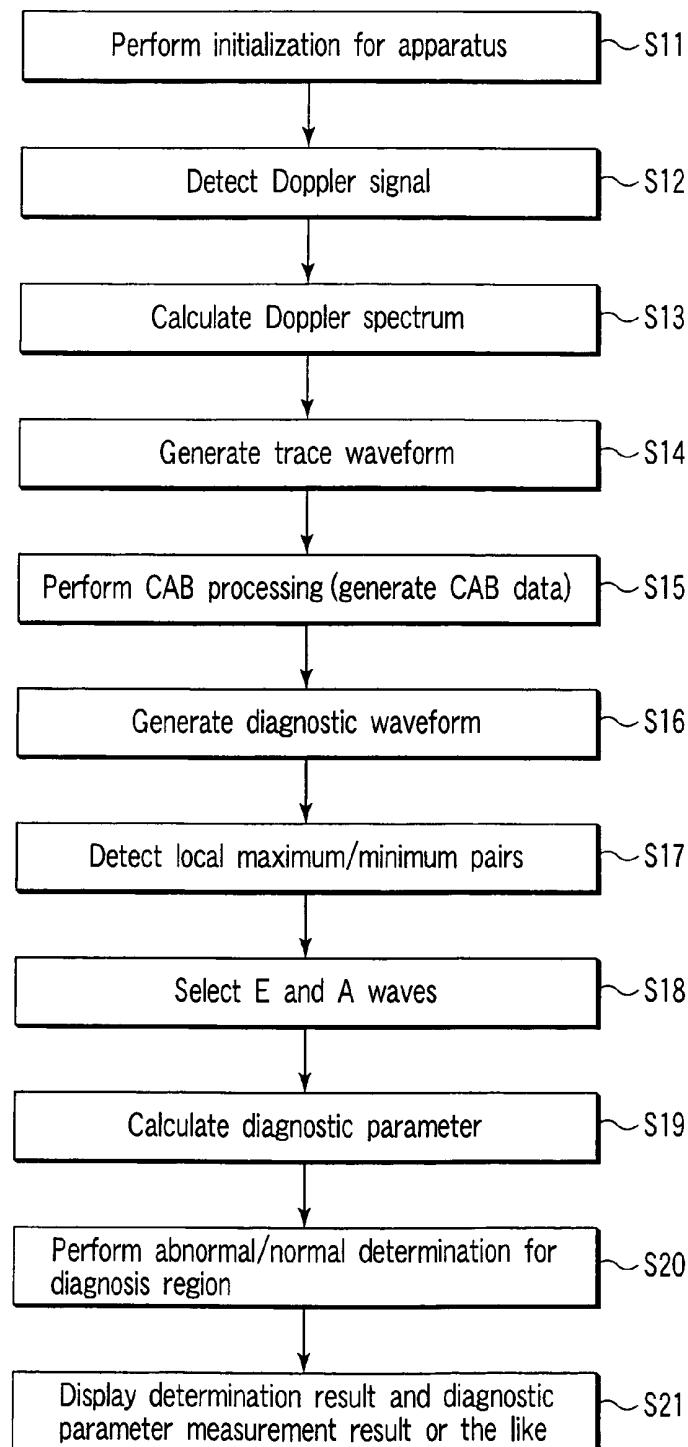 Perform initialization for apparatus S11
Detect Doppler signal S12
Calculate Doppler spectrum S13
Generate trace waveform S14
Perform CAB processing (generate CAB data) S15
Generate diagnostic waveform S16
Detect local maximum/minimum pairs S17
Select E and A waves S18
Calculate diagnostic parameter S19
Perform abnormal/normal determination for
diagnosis region S20
Display determination result and diagnostic
parameter measurement result or the like S21